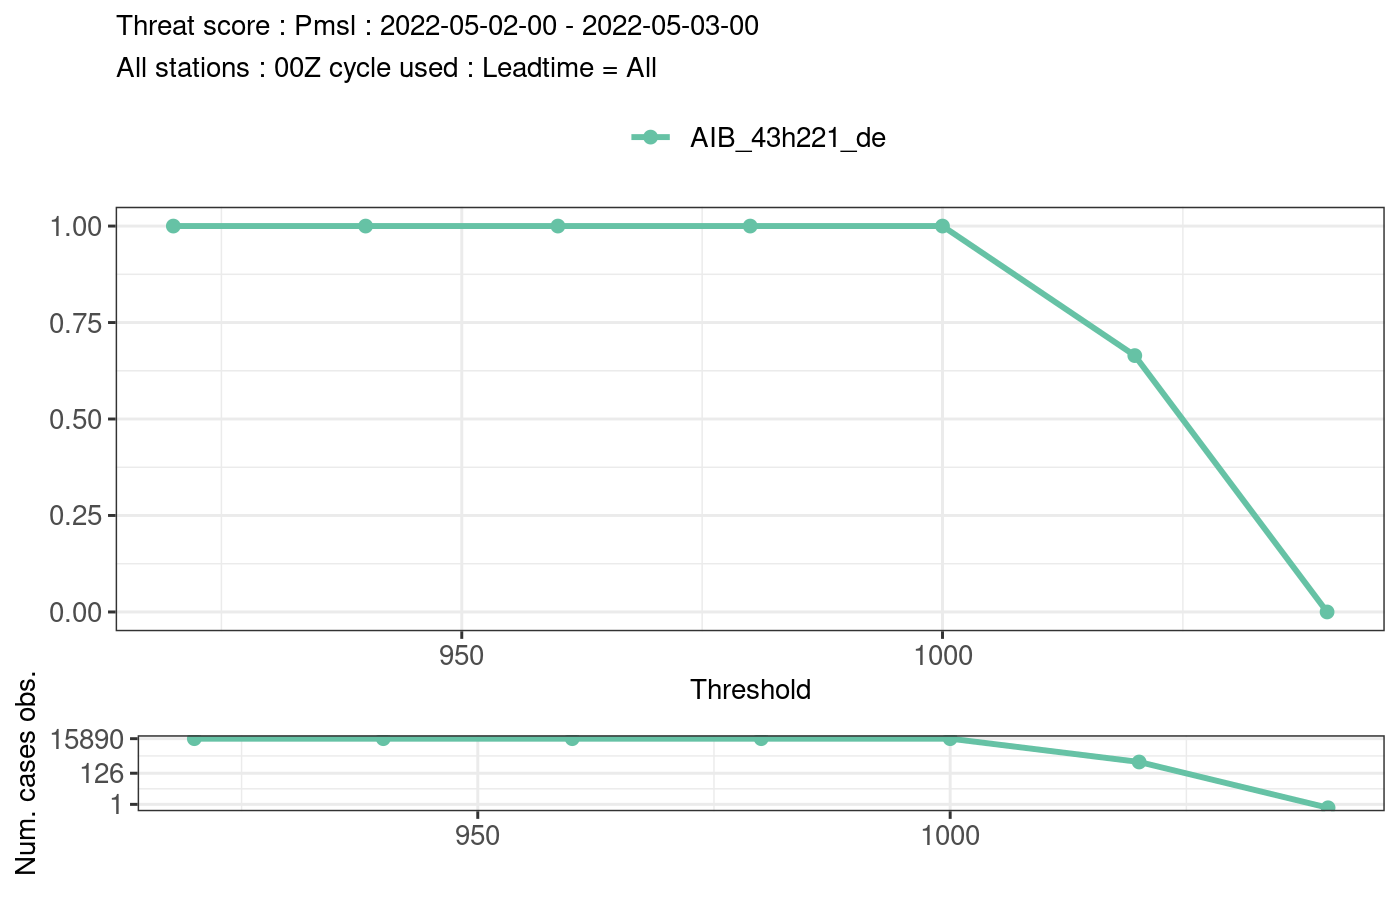 Threat score : Pmsl : 2022-05-02-00 - 2022-05-03-00
All stations : 00Z cycle used : Leadtime = All
AIB_43h221_de
1.00
0.75
0.50
0.25
0.00
950 1000
Threshold
Num. cases obs.
15890
126
1
950 1000